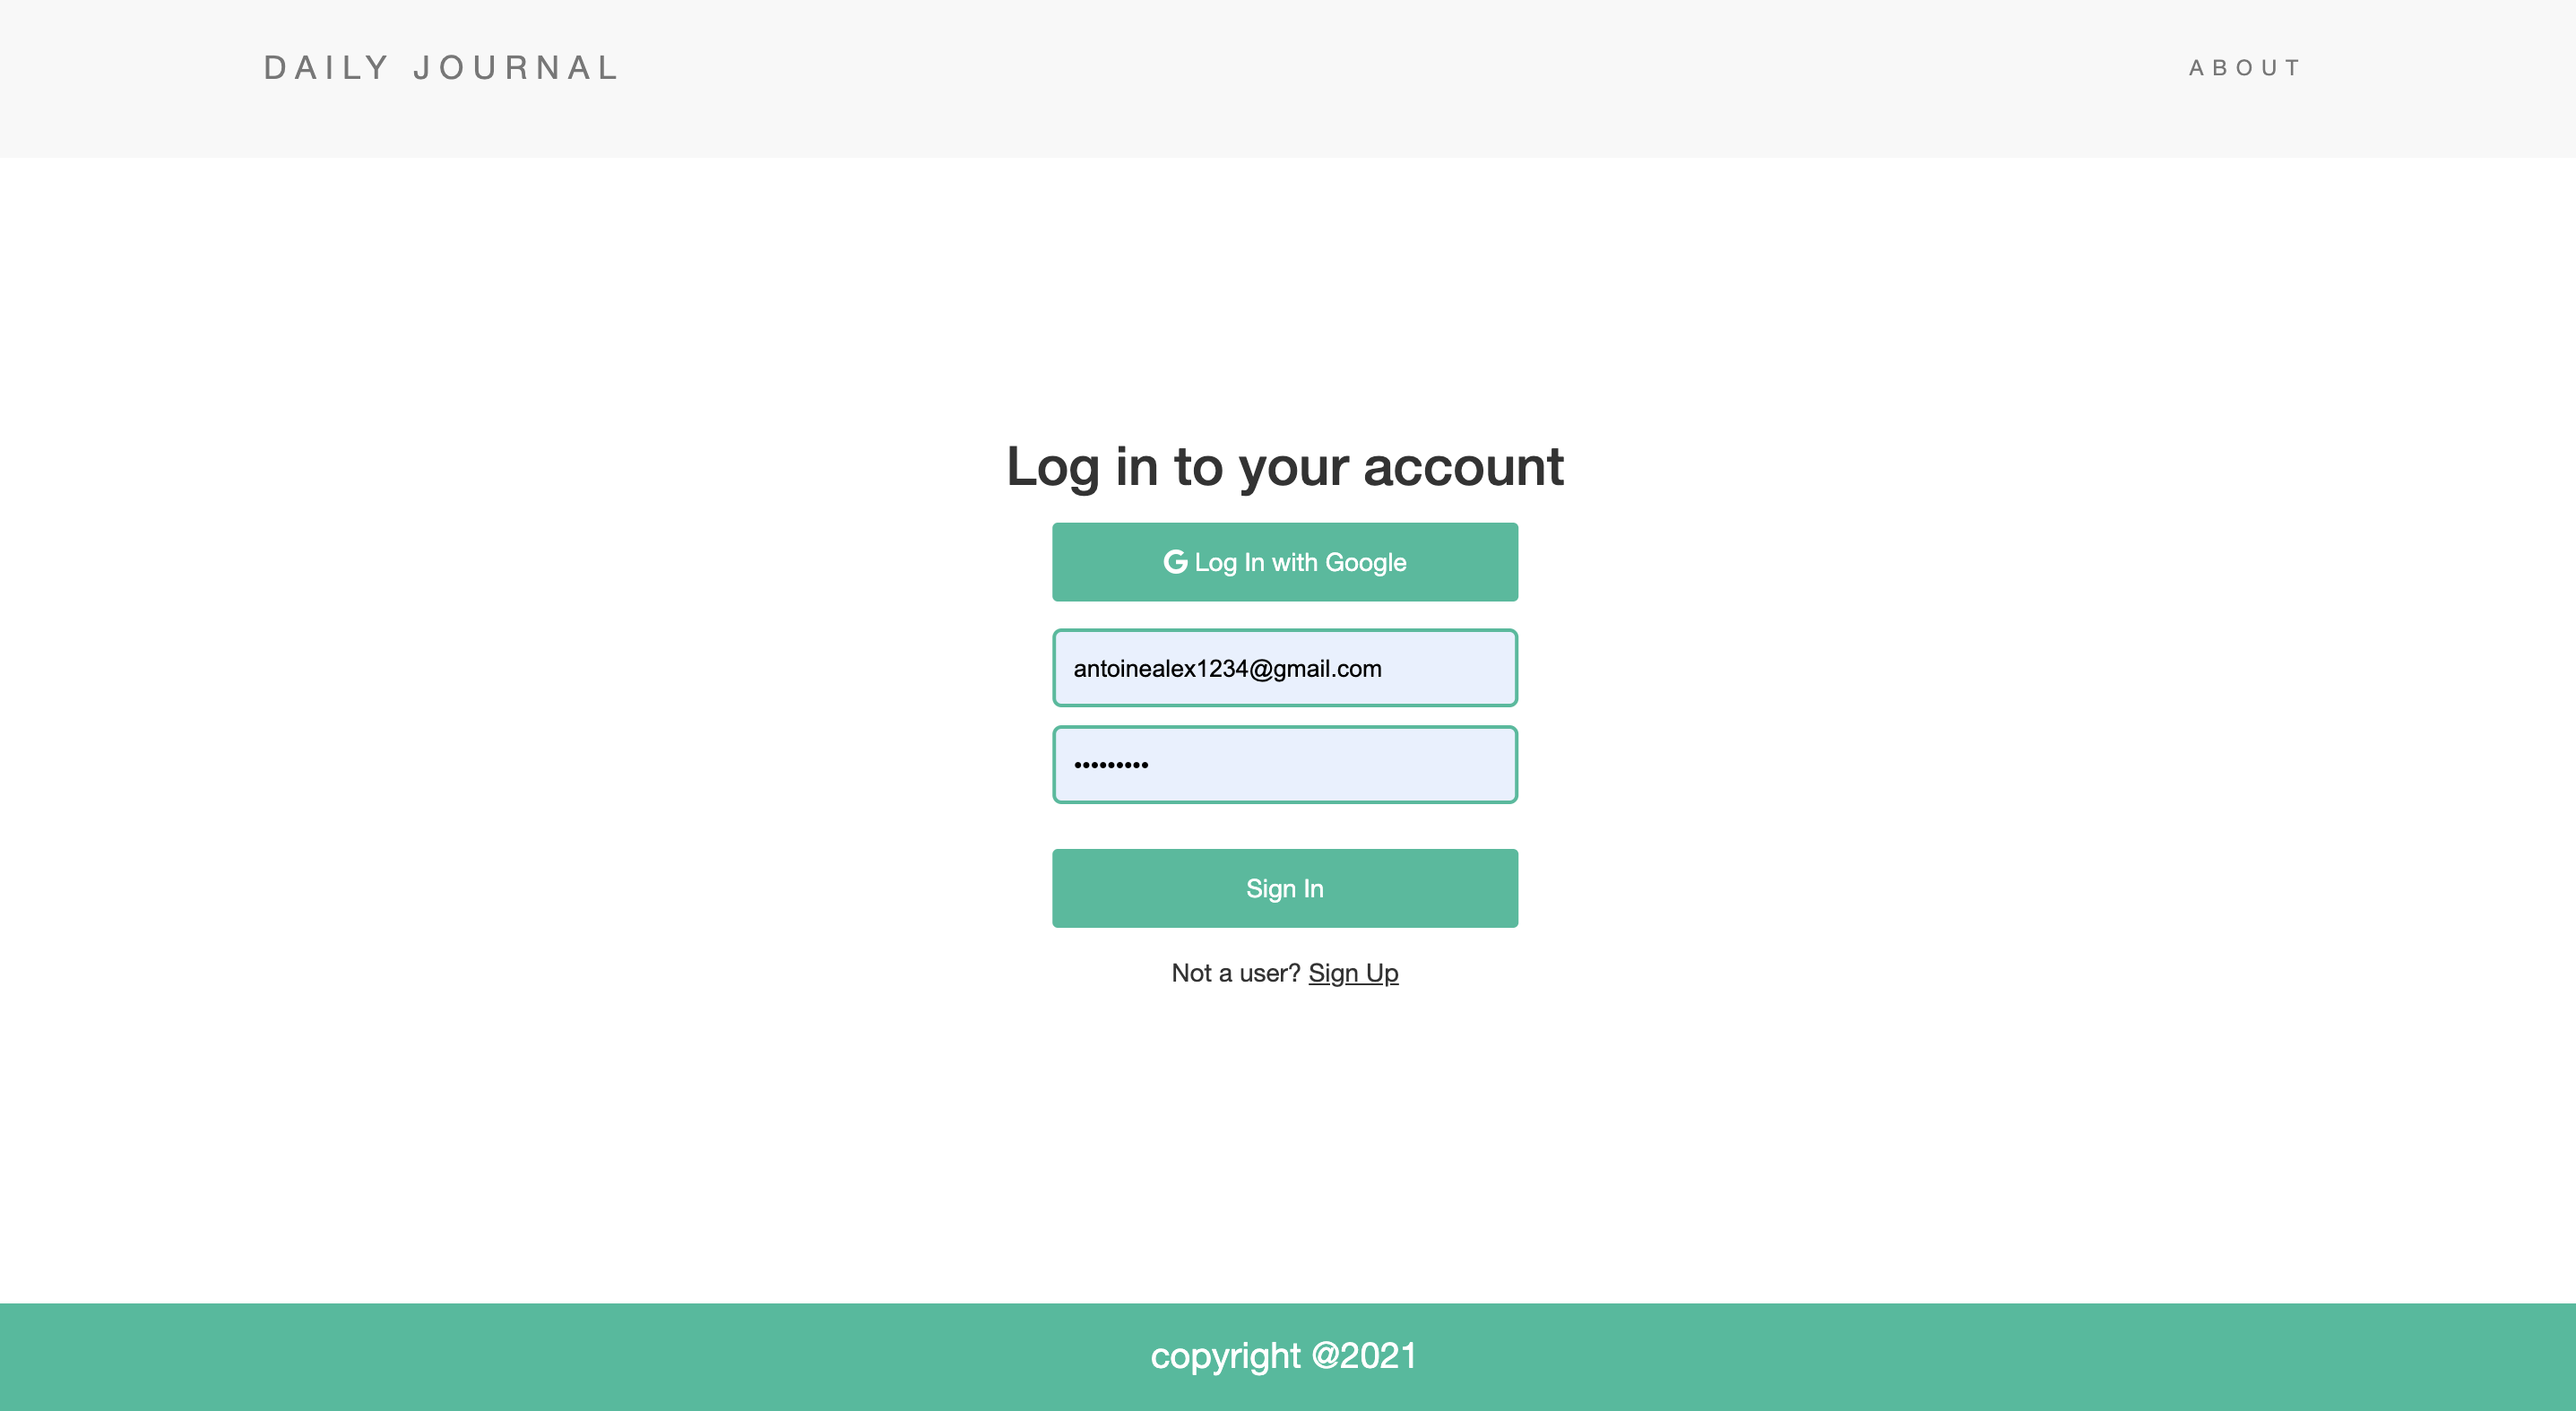 DAILY JOURNAL
ABOUT
Log in to your account
Log In with Google
antoinealex1234@gmail.com
•••••••••
Sign In
Not a user? Sign Up
copyright @2021